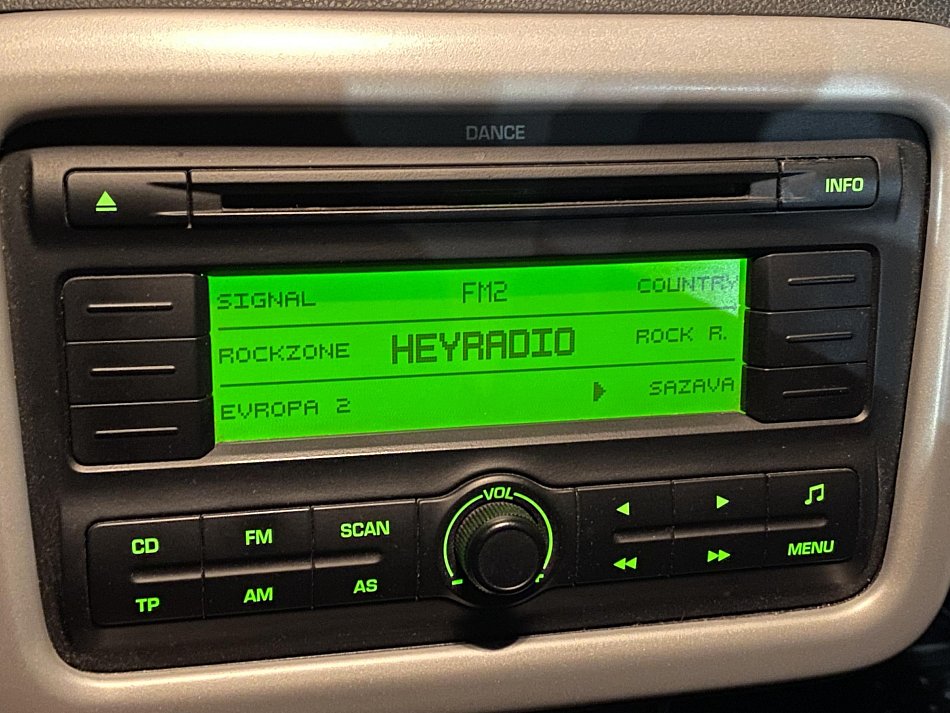 DANCE
INFO
SIGNAL FM2 COUNTRY
ROCKZONE HEYRADIO ROCK R.
EVROPA 2 SAZAVA
VOL
CD FM SCAN
TP AM AS MENU